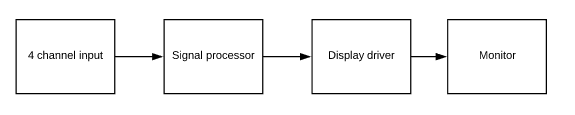 4 channel input
Signal processor
Display driver
Monitor